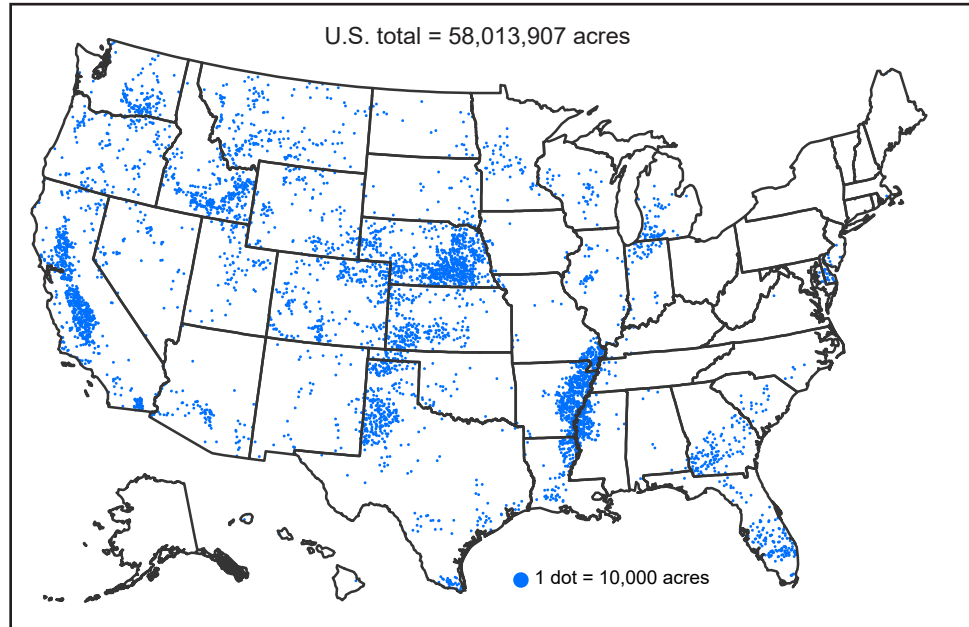 U.S. total = 58,013,907 acres
1 dot = 10,000 acres